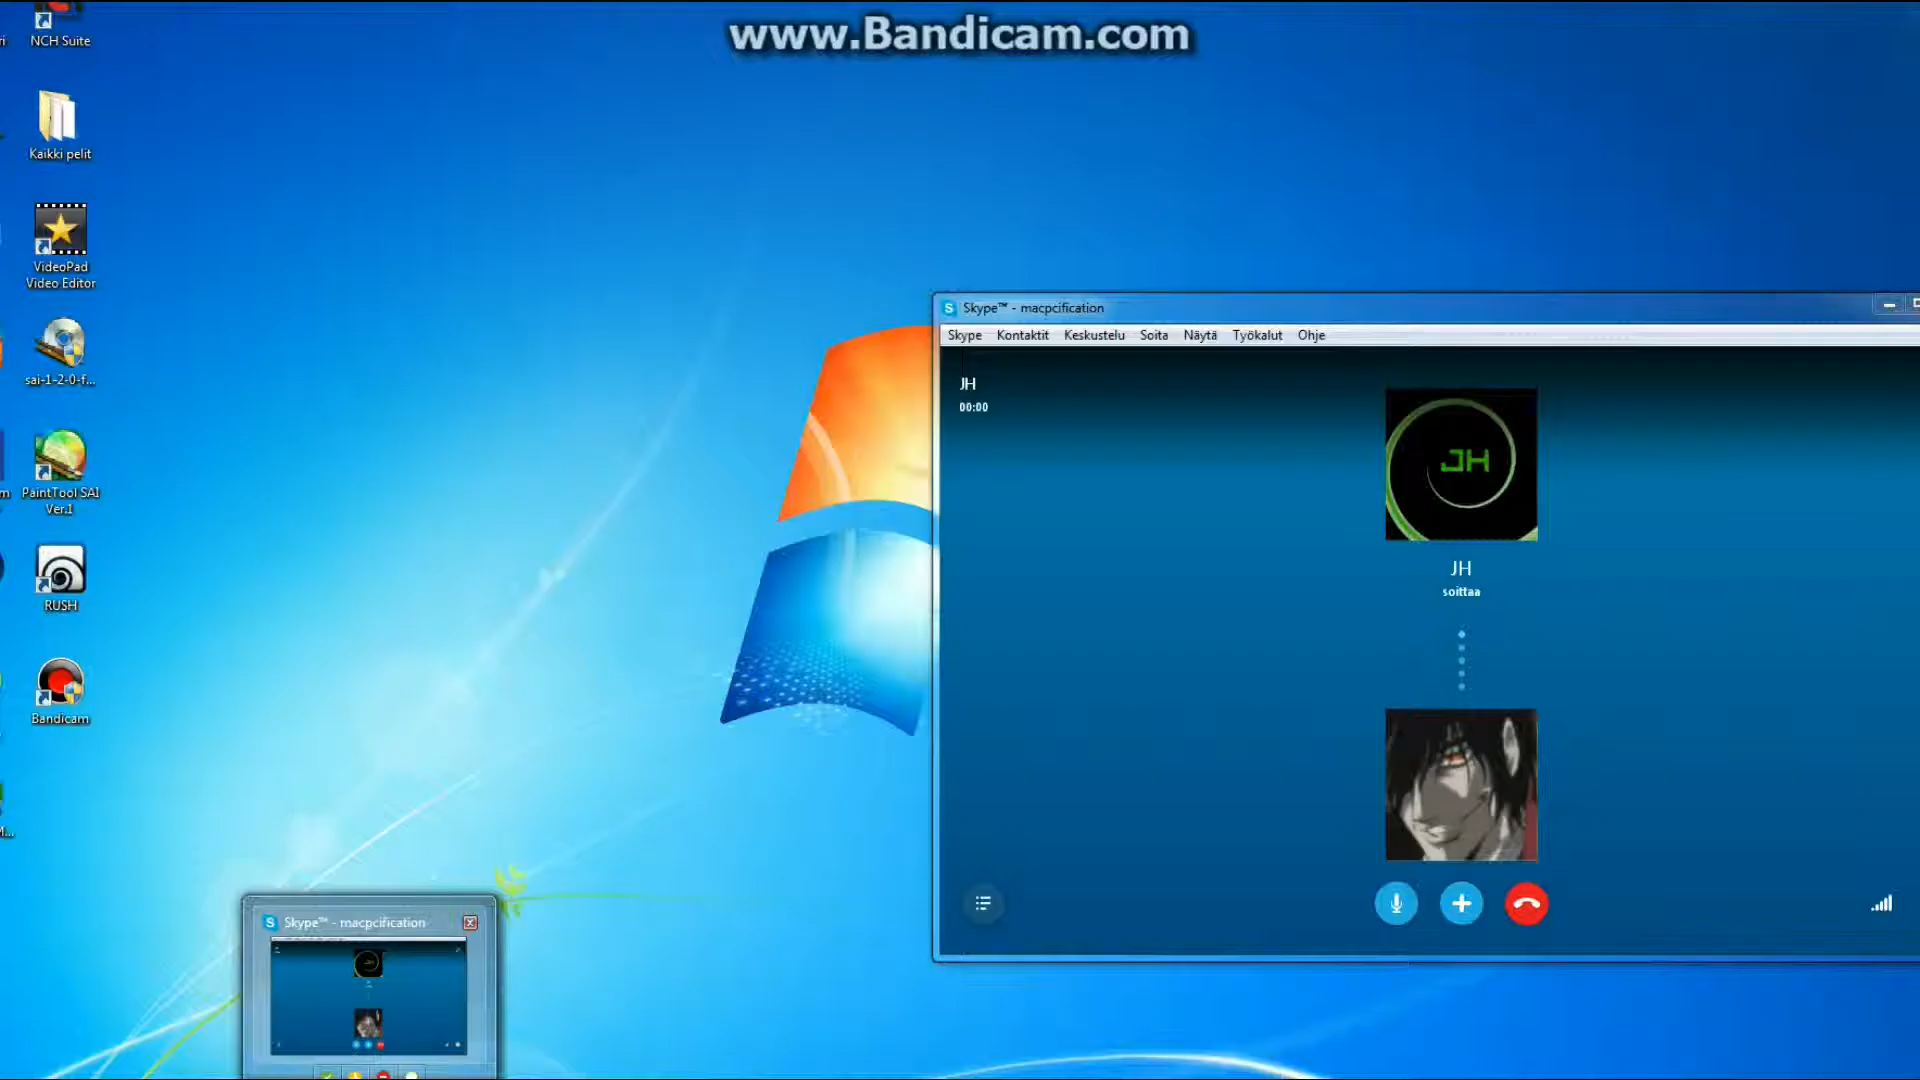 www.Bandicam.com
NCH Suite
Kaikki pelit
VideoPad
Video Editor
sai-1-2-0-f...
PaintTool SAI
Ver.1
RUSH
Bandicam
Skype™ - macpcification
Skype Kontaktit Keskustelu Soita Näytä Työkalut Ohje
JH
00:00
JH
JH
soittaa
Skype™ - macpcification